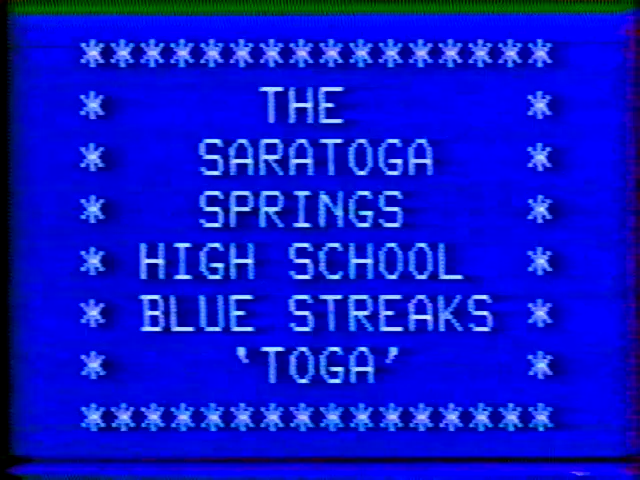 ****************
* THE *
* SARATOGA *
* SPRINGS *
* HIGH SCHOOL *
* BLUE STREAKS *
* 'TOGA' *
****************